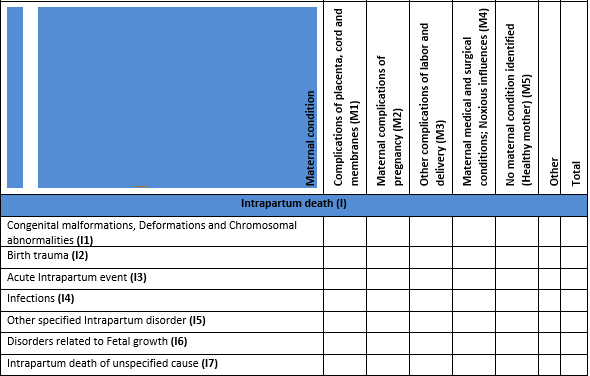 Maternal condition
Complications of placenta, cord and
membranes (M1)
Maternal complications of
pregnancy (M2)
Other complications of labor and
delivery (M3)
Maternal medical and surgical
conditions; Noxious influences (M4)
No maternal condition identified
(Healthy mother) (M5)
Other
Total
Intrapartum death (I)
Congenital malformations, Deformations and Chromosomal
abnormalities (I1)
Birth trauma (I2)
Acute Intrapartum event (I3)
Infections (I4)
Other specified Intrapartum disorder (I5)
Disorders related to Fetal growth (I6)
Intrapartum death of unspecified cause (I7)